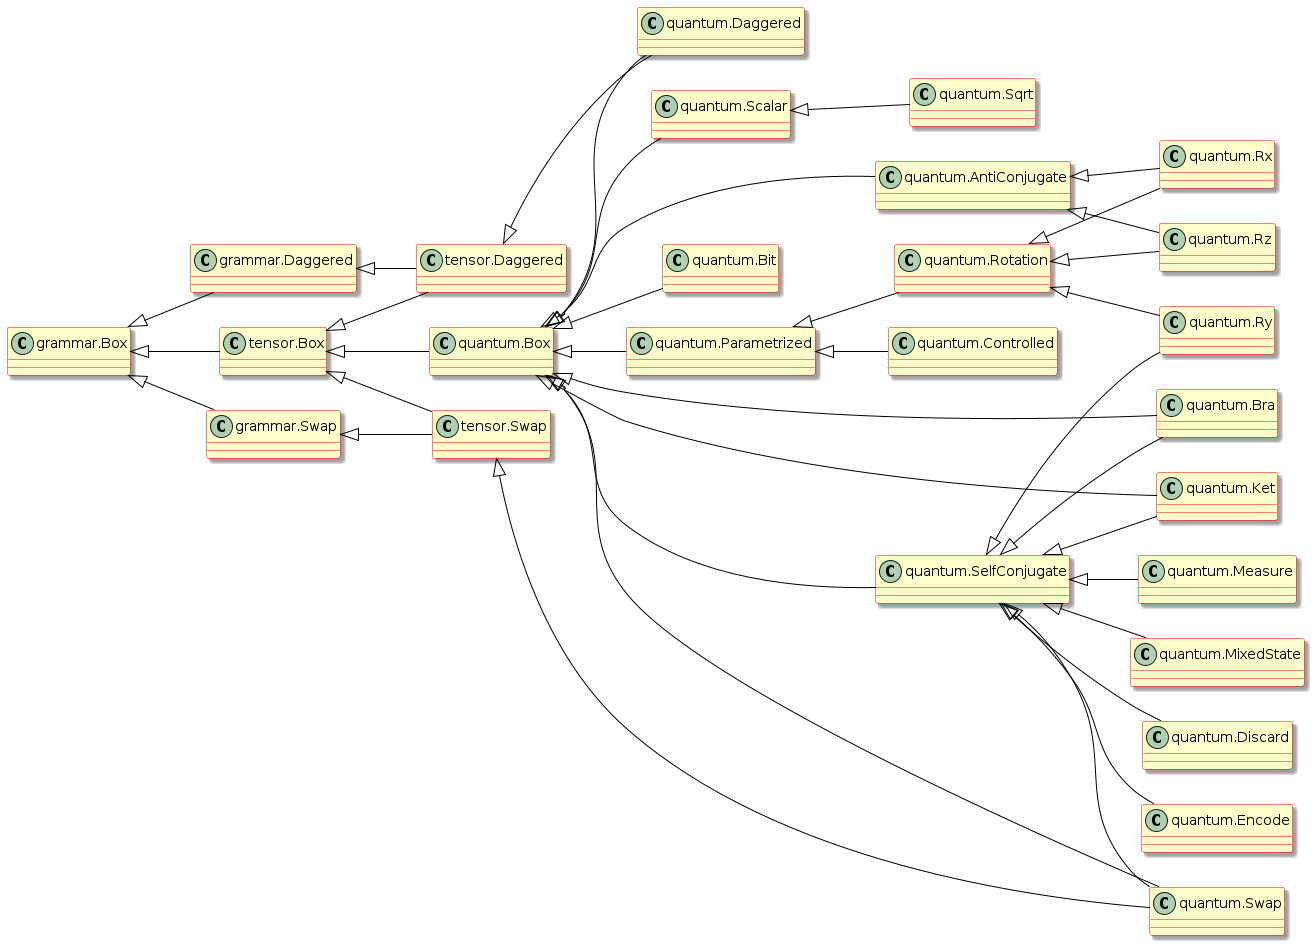 C quantum.Daggered
C quantum.Scalar
C quantum.Sqrt
C quantum.AntiConjugate
C quantum.Rx
C quantum.Rz
C grammar.Daggered
C tensor.Daggered
C quantum.Bit
C quantum.Rotation
C grammar.Box
C tensor.Box
C quantum.Box
C quantum.Parametrized
C quantum.Controlled
C quantum.Ry
C grammar.Swap
C tensor.Swap
C quantum.Bra
C quantum.Ket
C quantum.SelfConjugate
C quantum.Measure
C quantum.MixedState
C quantum.Discard
C quantum.Encode
C quantum.Swap